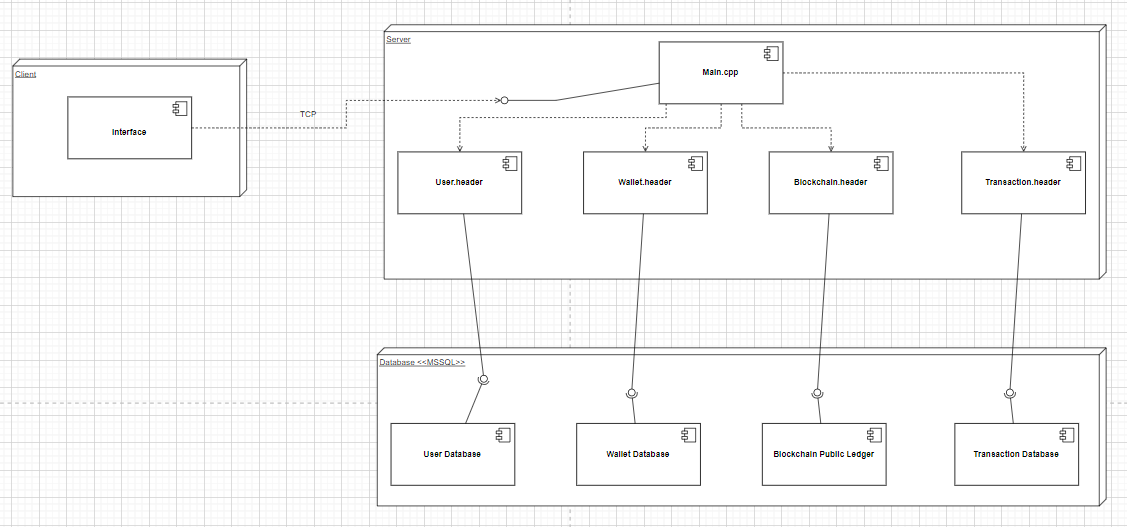 Server
Main.cpp
Client
Interface
TCP
User.header
Wallet.header
Blockchain.header
Transaction.header
Database <<MSSQL>>
User Database
Wallet Database
Blockchain Public Ledger
Transaction Database